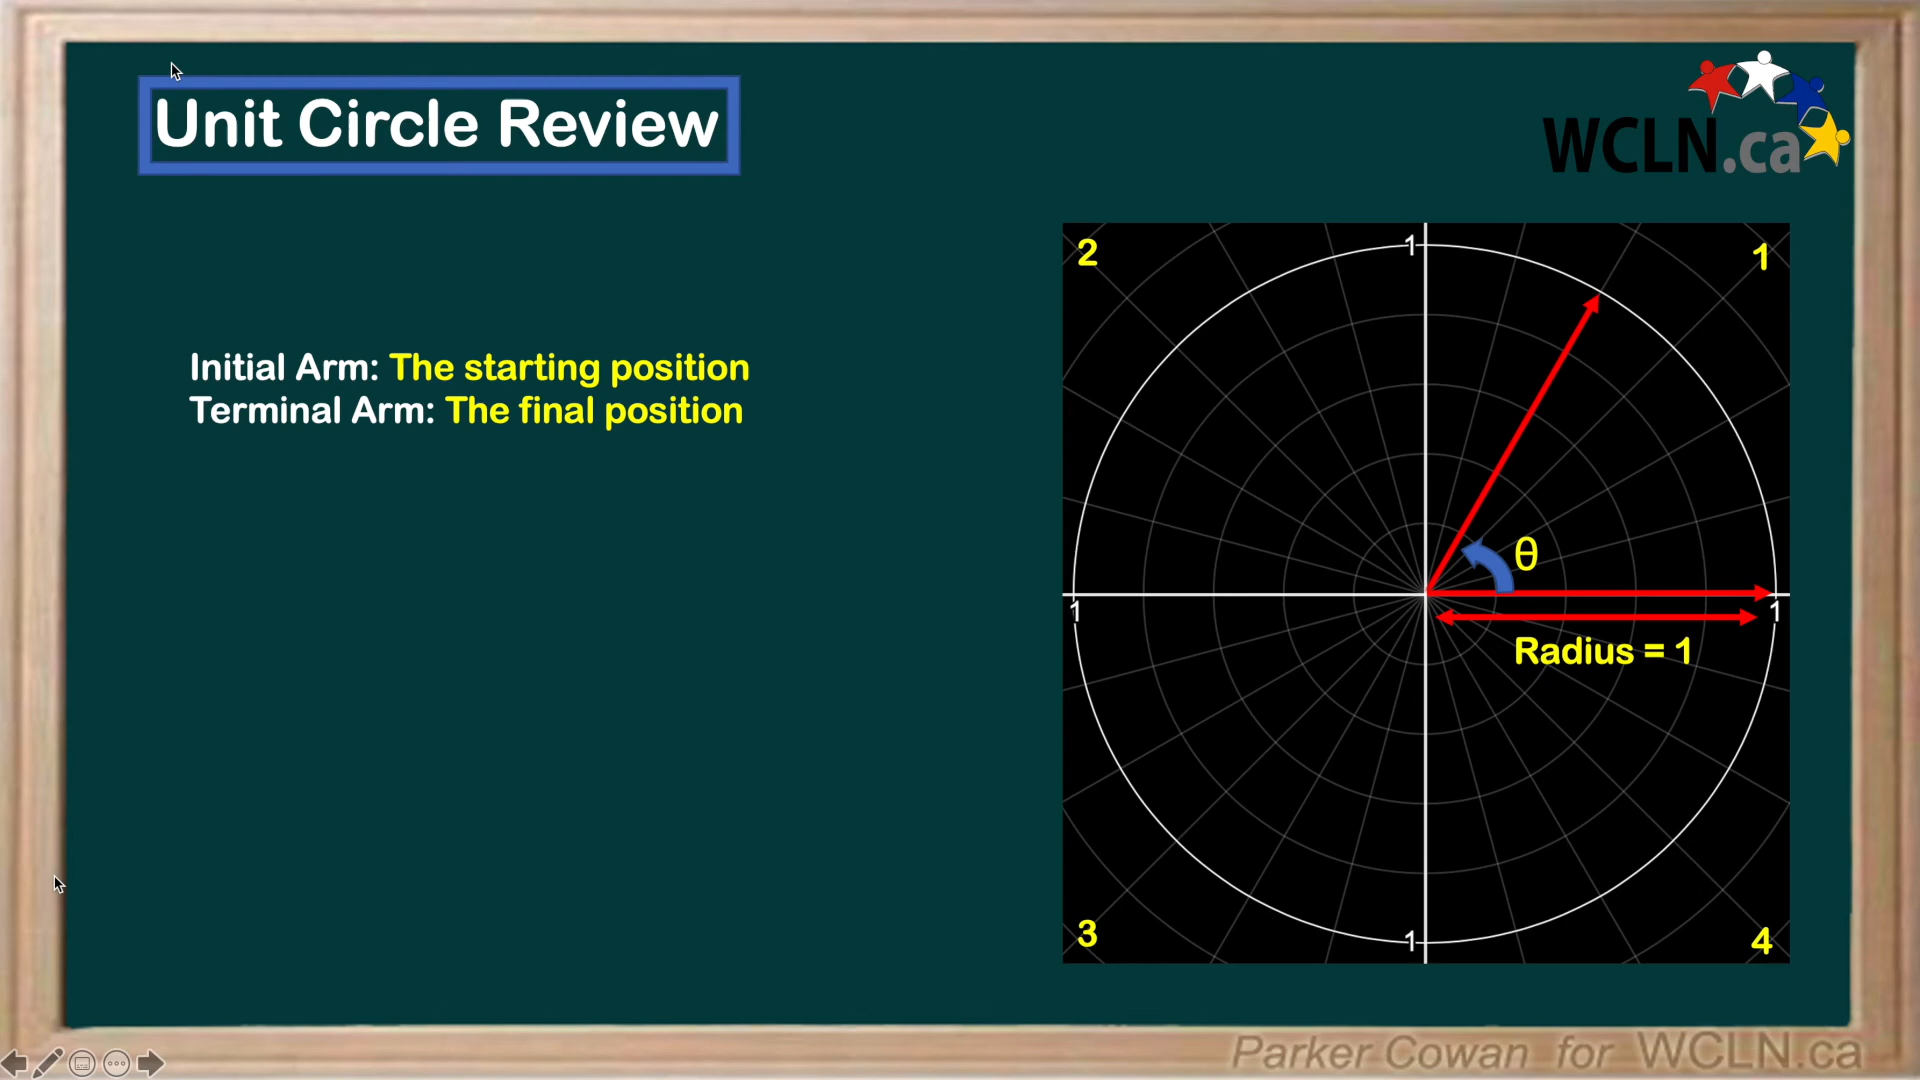 Unit Circle Review
WCLN.ca
Initial Arm: The starting position
Terminal Arm: The final position
2
1
1
θ
1
1
Radius = 1
3
1
4
Parker Cowan for WCLN.ca